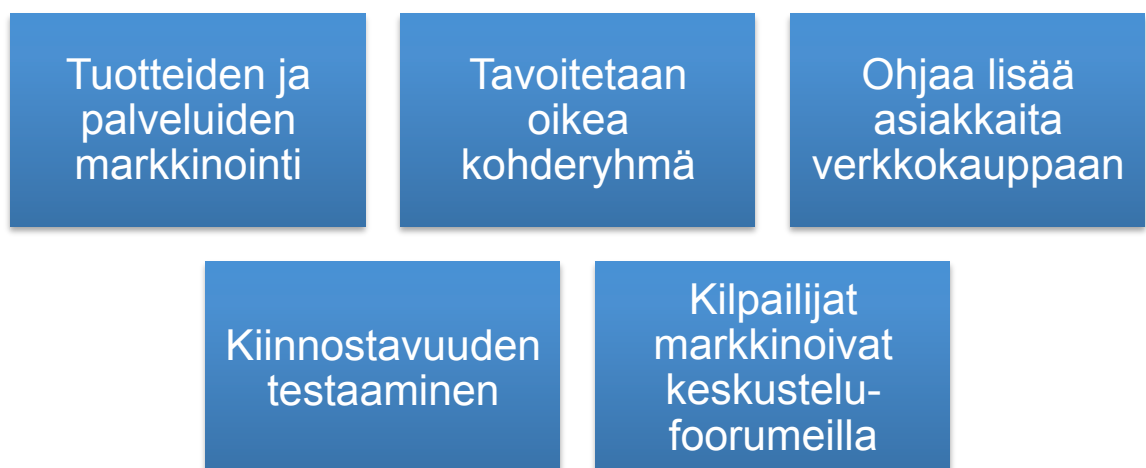 Tuotteiden ja
palveluiden
markkinointi
Tavoitetaan
oikea
kohderyhmä
Ohjaa lisää
asiakkaita
verkkokauppaan
Kiinnostavuuden
testaaminen
Kilpailijat
markkinoivat
keskustelu-
foorumeilla